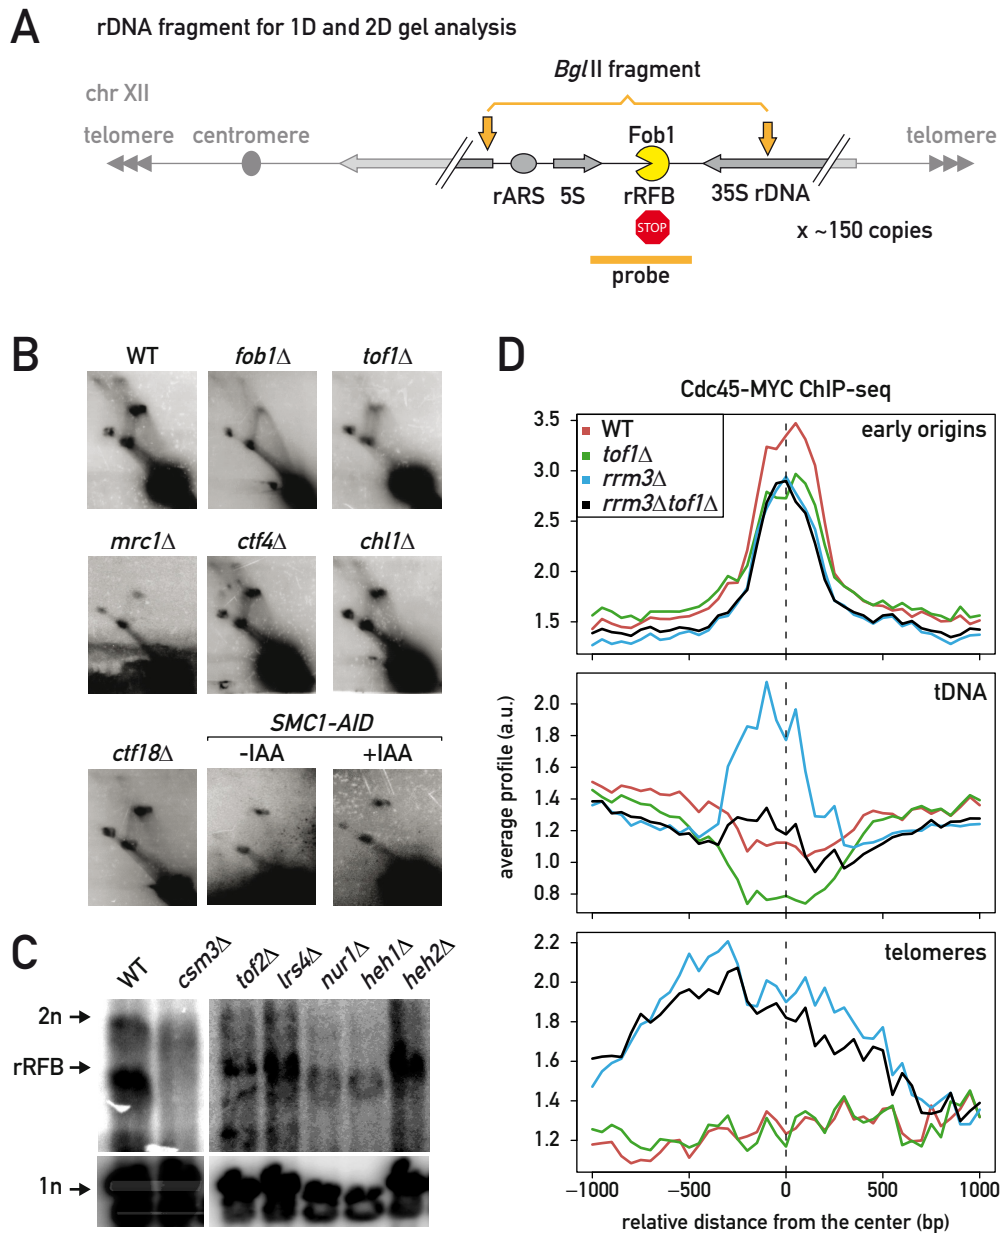 A
rDNA fragment for 1D and 2D gel analysis
BglII fragment
chr XII
telomere
centromere
Fob1
telomere
rARS
5S
rRFB
35S rDNA
STOP
x ~150 copies
probe
B
WT
fob1Δ
tof1Δ
mrc1Δ
ctf4Δ
chl1Δ
SMC1-AID
ctf18Δ
-IAA
+IAA
C
WT
csm3Δ
tof2Δ
lrs4Δ
nur1Δ
heh1Δ
heh2Δ
2n
rRFB
1n
D
Cdc45-MYC ChIP-seq
early origins
WT
tof1Δ
rrm3Δ
rrm3Δtof1Δ
3.5
3.0
2.5
2.0
1.5
tDNA
2.0
1.8
1.6
1.4
1.2
1.0
0.8
average profile (a.u.)
telomeres
2.2
2.0
1.8
1.6
1.4
1.2
−1000
−500
0
500
1000
relative distance from the center (bp)